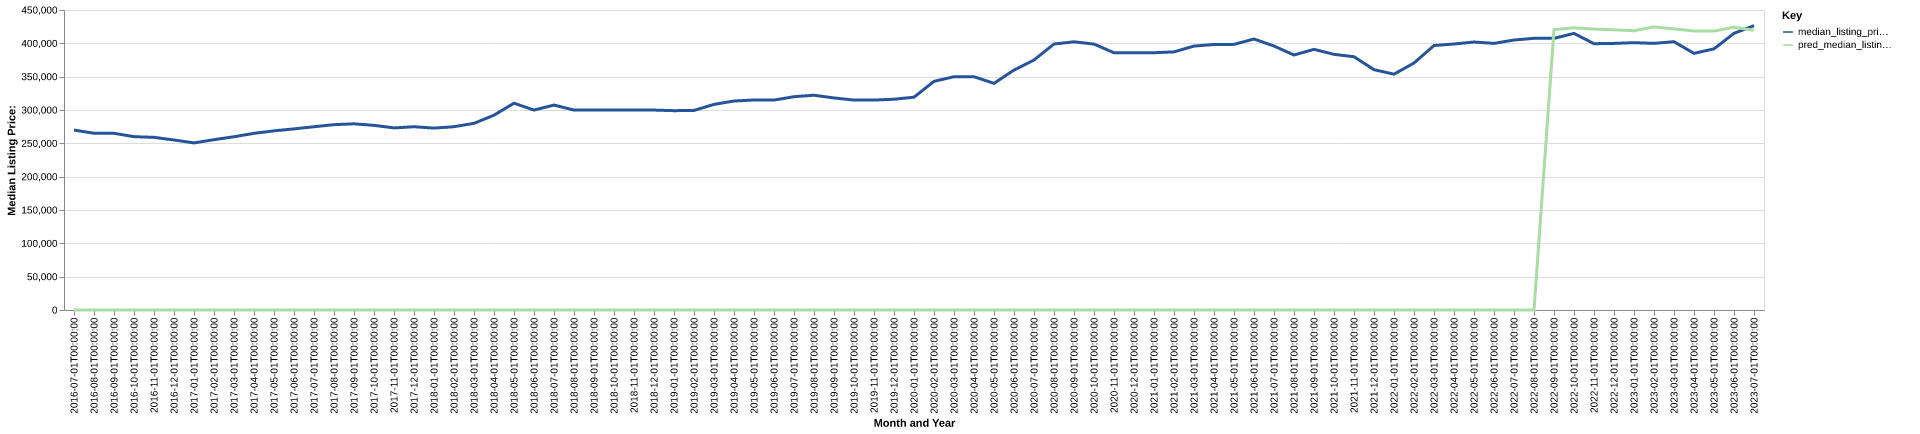 450,000
400,000
350,000
300,000
250,000
200,000
150,000
100,000
50,000
0
Median Listing Price:
2016-07-01T00:00:00
2016-08-01T00:00:00
2016-09-01T00:00:00
2016-10-01T00:00:00
2016-11-01T00:00:00
2016-12-01T00:00:00
2017-01-01T00:00:00
2017-02-01T00:00:00
2017-03-01T00:00:00
2017-04-01T00:00:00
2017-05-01T00:00:00
2017-06-01T00:00:00
2017-07-01T00:00:00
2017-08-01T00:00:00
2017-09-01T00:00:00
2017-10-01T00:00:00
2017-11-01T00:00:00
2017-12-01T00:00:00
2018-01-01T00:00:00
2018-02-01T00:00:00
2018-03-01T00:00:00
2018-04-01T00:00:00
2018-05-01T00:00:00
2018-06-01T00:00:00
2018-07-01T00:00:00
2018-08-01T00:00:00
2018-09-01T00:00:00
2018-10-01T00:00:00
2018-11-01T00:00:00
2018-12-01T00:00:00
2019-01-01T00:00:00
2019-02-01T00:00:00
2019-03-01T00:00:00
2019-04-01T00:00:00
2019-05-01T00:00:00
2019-06-01T00:00:00
2019-07-01T00:00:00
2019-08-01T00:00:00
2019-09-01T00:00:00
2019-10-01T00:00:00
2019-11-01T00:00:00
2019-12-01T00:00:00
2020-01-01T00:00:00
2020-02-01T00:00:00
2020-03-01T00:00:00
2020-04-01T00:00:00
2020-05-01T00:00:00
2020-06-01T00:00:00
2020-07-01T00:00:00
2020-08-01T00:00:00
2020-09-01T00:00:00
2020-10-01T00:00:00
2020-11-01T00:00:00
2020-12-01T00:00:00
2021-01-01T00:00:00
2021-02-01T00:00:00
2021-03-01T00:00:00
2021-04-01T00:00:00
2021-05-01T00:00:00
2021-06-01T00:00:00
2021-07-01T00:00:00
2021-08-01T00:00:00
2021-09-01T00:00:00
2021-10-01T00:00:00
2021-11-01T00:00:00
2021-12-01T00:00:00
2022-01-01T00:00:00
2022-02-01T00:00:00
2022-03-01T00:00:00
2022-04-01T00:00:00
2022-05-01T00:00:00
2022-06-01T00:00:00
2022-07-01T00:00:00
2022-08-01T00:00:00
2022-09-01T00:00:00
2022-10-01T00:00:00
2022-11-01T00:00:00
2022-12-01T00:00:00
2023-01-01T00:00:00
2023-02-01T00:00:00
2023-03-01T00:00:00
2023-04-01T00:00:00
2023-05-01T00:00:00
2023-06-01T00:00:00
2023-07-01T00:00:00
Month and Year
Key
median_listing_pri…
pred_median_listin…